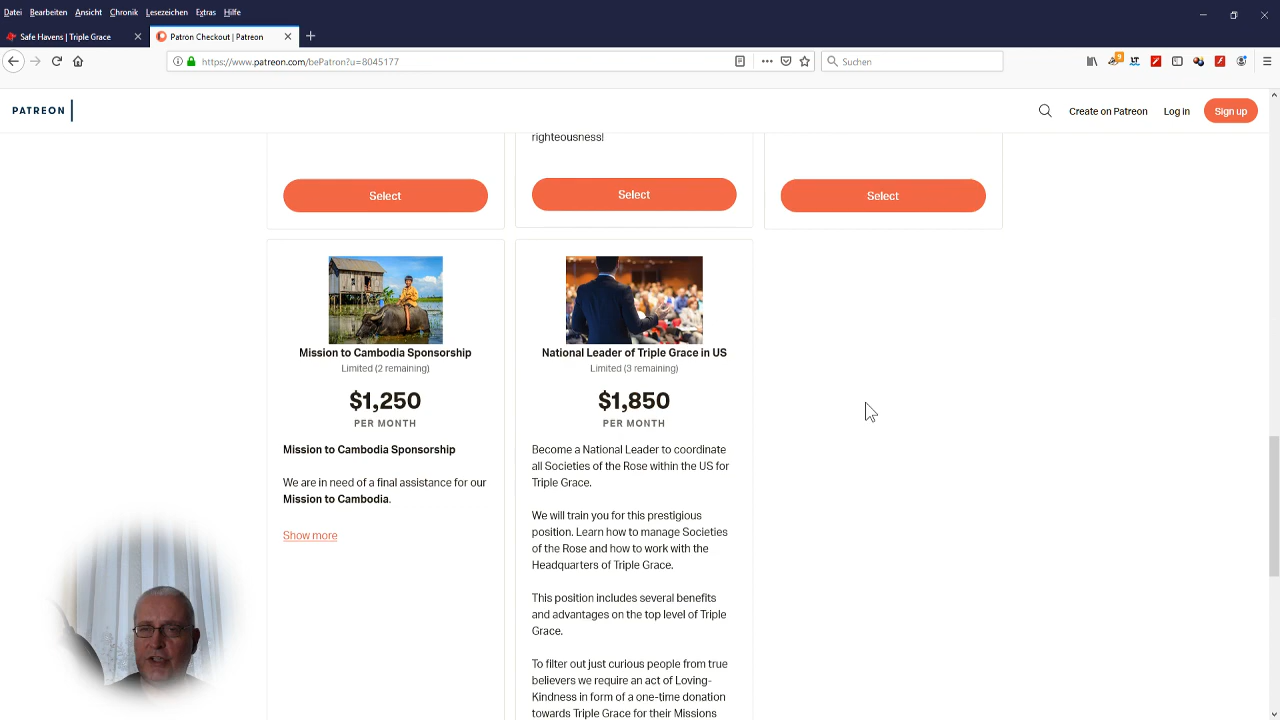 Datei Bearbeiten Ansicht Chronik Lesezeichen Extras Hilfe
Safe Havens | Triple Grace
Patron Checkout | Patreon
https://www.patreon.com/bePatron?u=8045177
Suchen
PATREON
Create on Patreon
Log in
Sign up
righteousness!
Select
Select
Select
Mission to Cambodia Sponsorship
Limited (2 remaining)
$1,250
PER MONTH
Mission to Cambodia Sponsorship
We are in need of a final assistance for our
Mission to Cambodia.
Show more
National Leader of Triple Grace in US
Limited (3 remaining)
$1,850
PER MONTH
Become a National Leader to coordinate
all Societies of the Rose within the US for
Triple Grace.
We will train you for this prestigious
position. Learn how to manage Societies
of the Rose and how to work with the
Headquarters of Triple Grace.
This position includes several benefits
and advantages on the top level of Triple
Grace.
To filter out just curious people from true
believers we require an act of Loving-
Kindness in form of a one-time donation
towards Triple Grace for their Missions